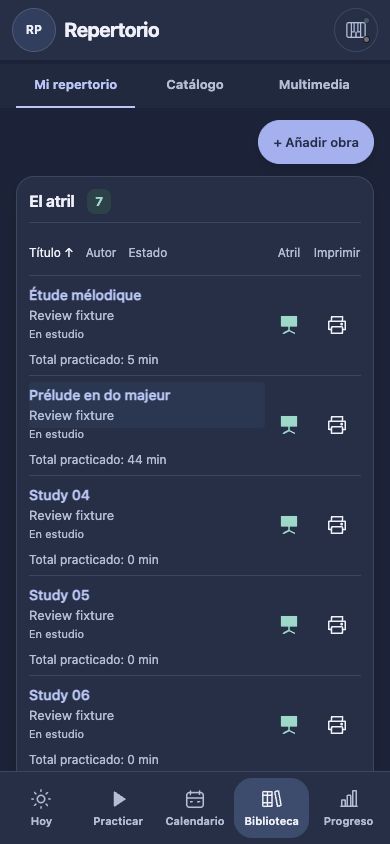 RP Repertorio
Mi repertorio Catálogo Multimedia
+ Añadir obra
El atril 7
Título ↑ Autor Estado Atril Imprimir
Étude mélodique
Review fixture
En estudio
Total practicado: 5 min
Prélude en do majeur
Review fixture
En estudio
Total practicado: 44 min
Study 04
Review fixture
En estudio
Total practicado: 0 min
Study 05
Review fixture
En estudio
Total practicado: 0 min
Study 06
Review fixture
En estudio
Total practicado: 0 min
Hoy Practicar Calendario Biblioteca Progreso